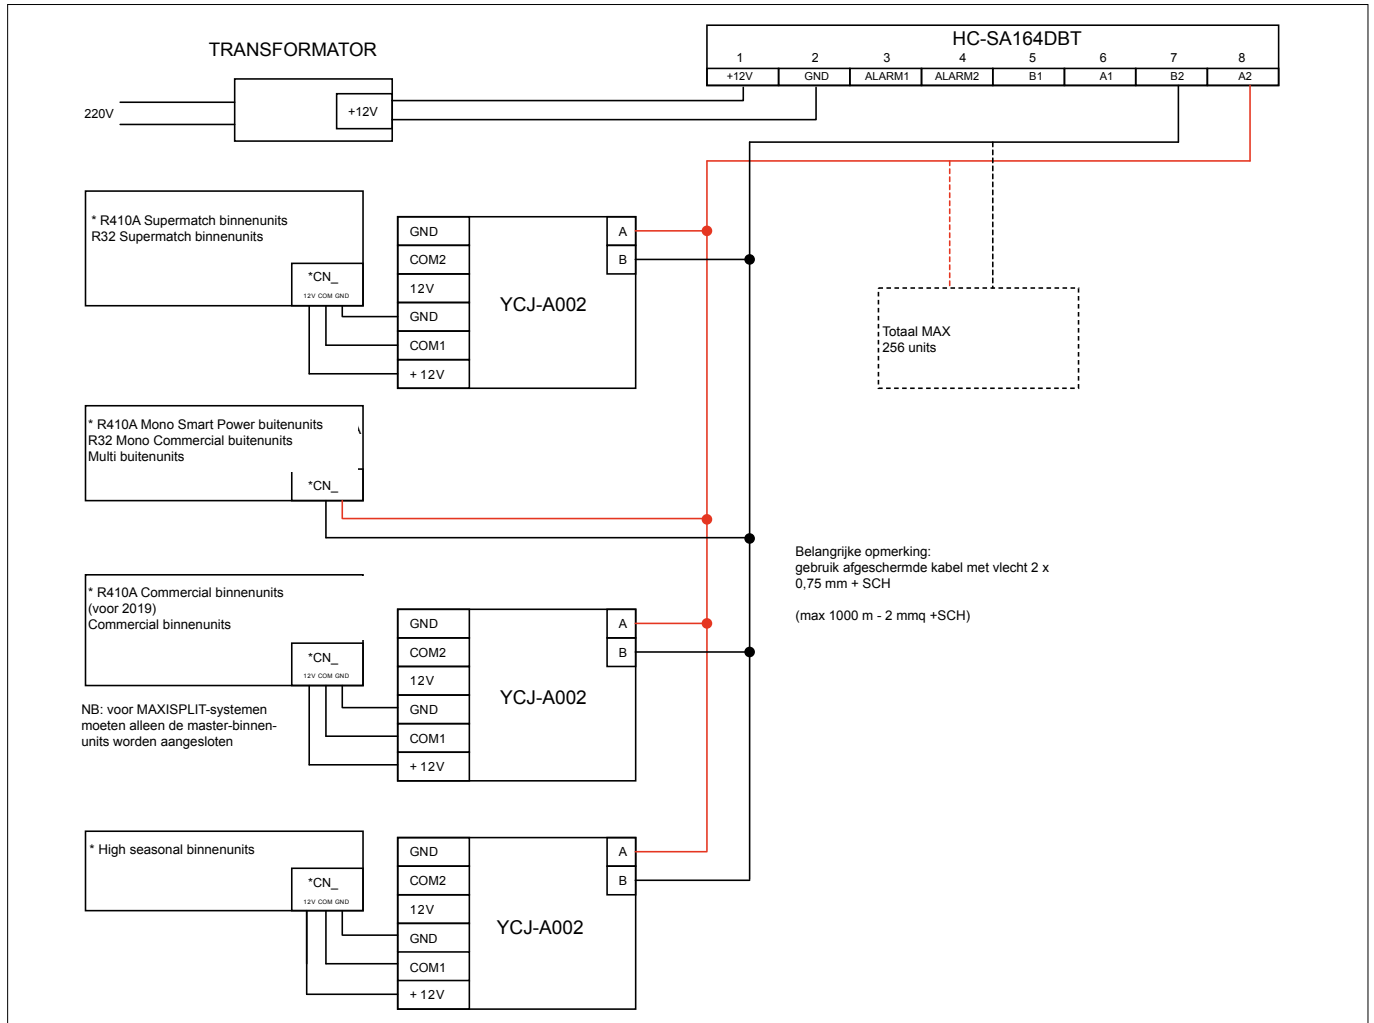 TRANSFORMATOR
220V
+12V
HC-SA164DBT
1 2 3 4 5 6 7 8
+12V GND ALARM1 ALARM2 B1 A1 B2 A2
* R410A Supermatch binnenunits
R32 Supermatch binnenunits
*CN_
12V COM GND
GND
COM2
12V
GND
COM1
+ 12V
YCJ-A002
A
B
Totaal MAX
256 units
* R410A Mono Smart Power buitenunits
R32 Mono Commercial buitenunits
Multi buitenunits
*CN_
Belangrijke opmerking:
gebruik afgeschermde kabel met vlecht 2 x
0,75 mm + SCH
(max 1000 m - 2 mmq +SCH)
* R410A Commercial binnenunits
(voor 2019)
Commercial binnenunits
*CN_
12V COM GND
NB: voor MAXISPLIT-systemen
moeten alleen de master-binnen-
units worden aangesloten
GND
COM2
12V
GND
COM1
+ 12V
YCJ-A002
A
B
* High seasonal binnenunits
*CN_
12V COM GND
GND
COM2
12V
GND
COM1
+ 12V
YCJ-A002
A
B